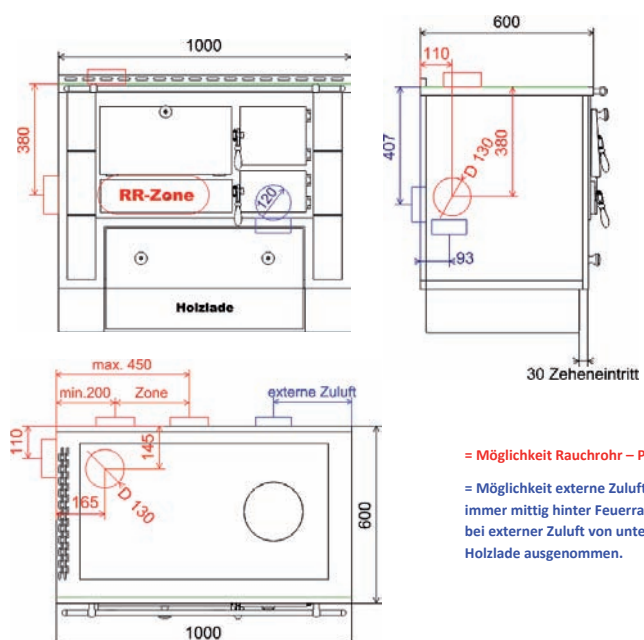 1000
380
RR-Zone
120
Holzlade
600
110
407
380
D 130
93
30 Zeheneintritt
max. 450
min.200
Zone
externe Zuluft
110
145
165
D 130
600
1000
= Möglichkeit Rauchrohr – P
= Möglichkeit externe Zuluft
immer mittig hinter Feuerra
bei externer Zuluft von unte
Holzlade ausgenommen.